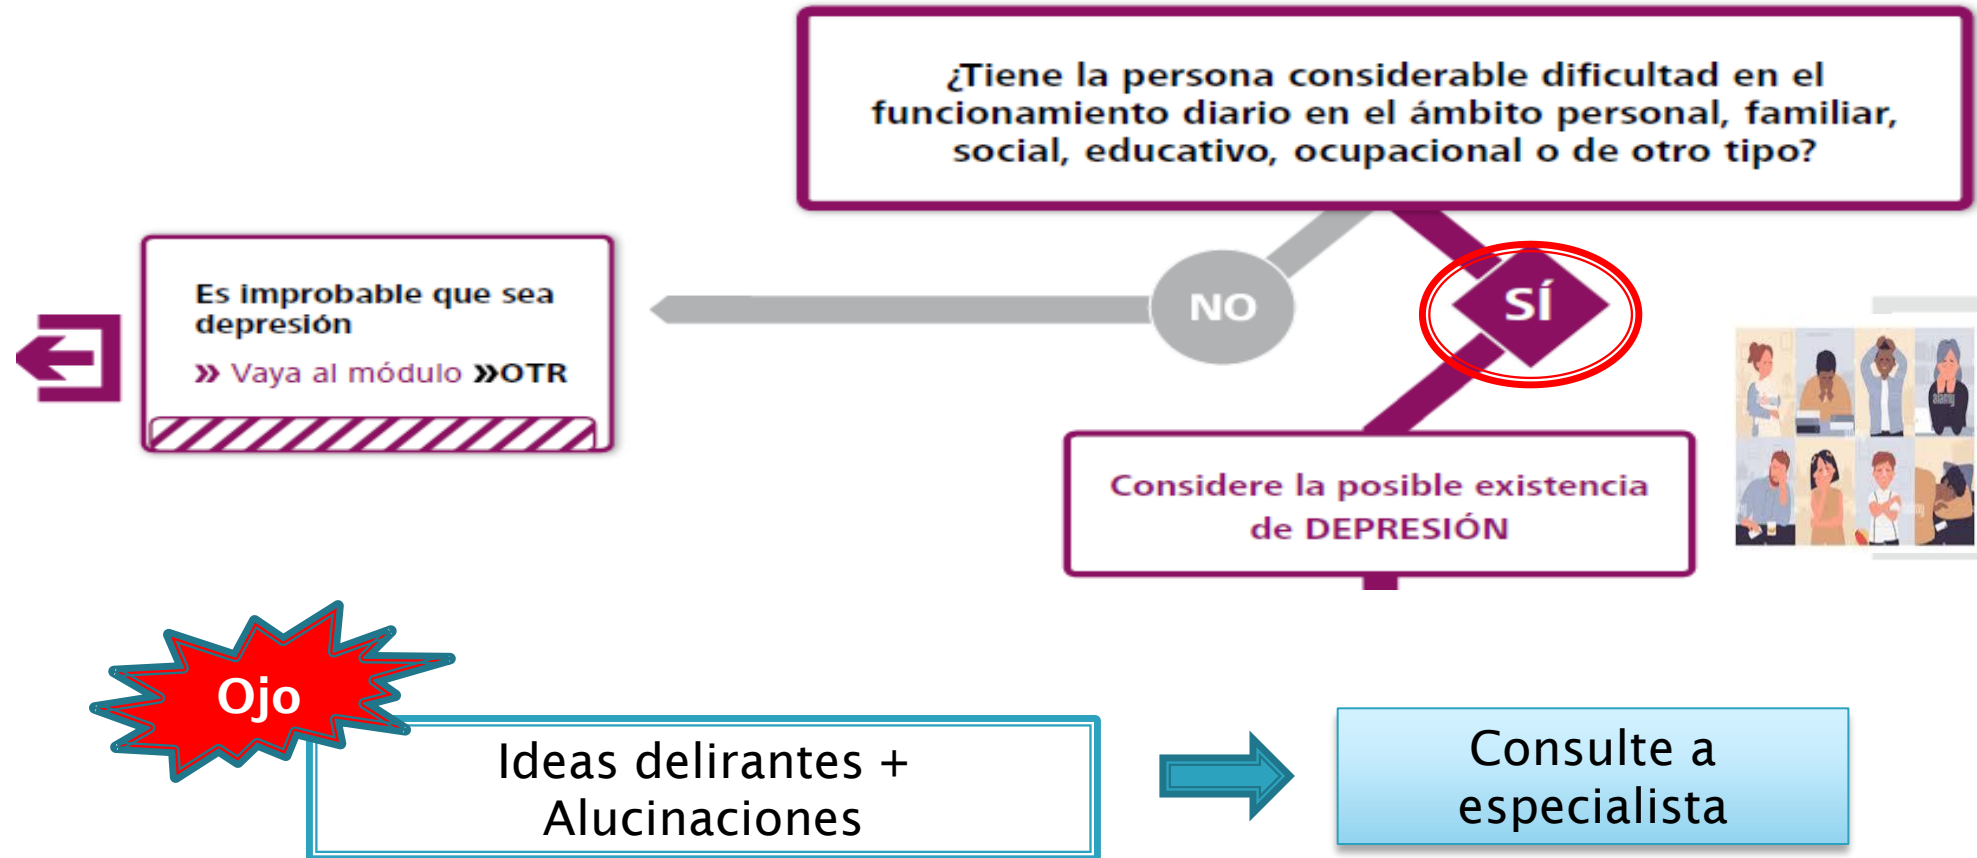 ¿Tiene la persona considerable dificultad en el
funcionamiento diario en el ámbito personal, familiar,
social, educativo, ocupacional o de otro tipo?
NO
SÍ
Es improbable que sea
depresión
» Vaya al módulo »OTR
Considere la posible existencia
de DEPRESIÓN
Ojo
Ideas delirantes +
Alucinaciones
Consulte a
especialista